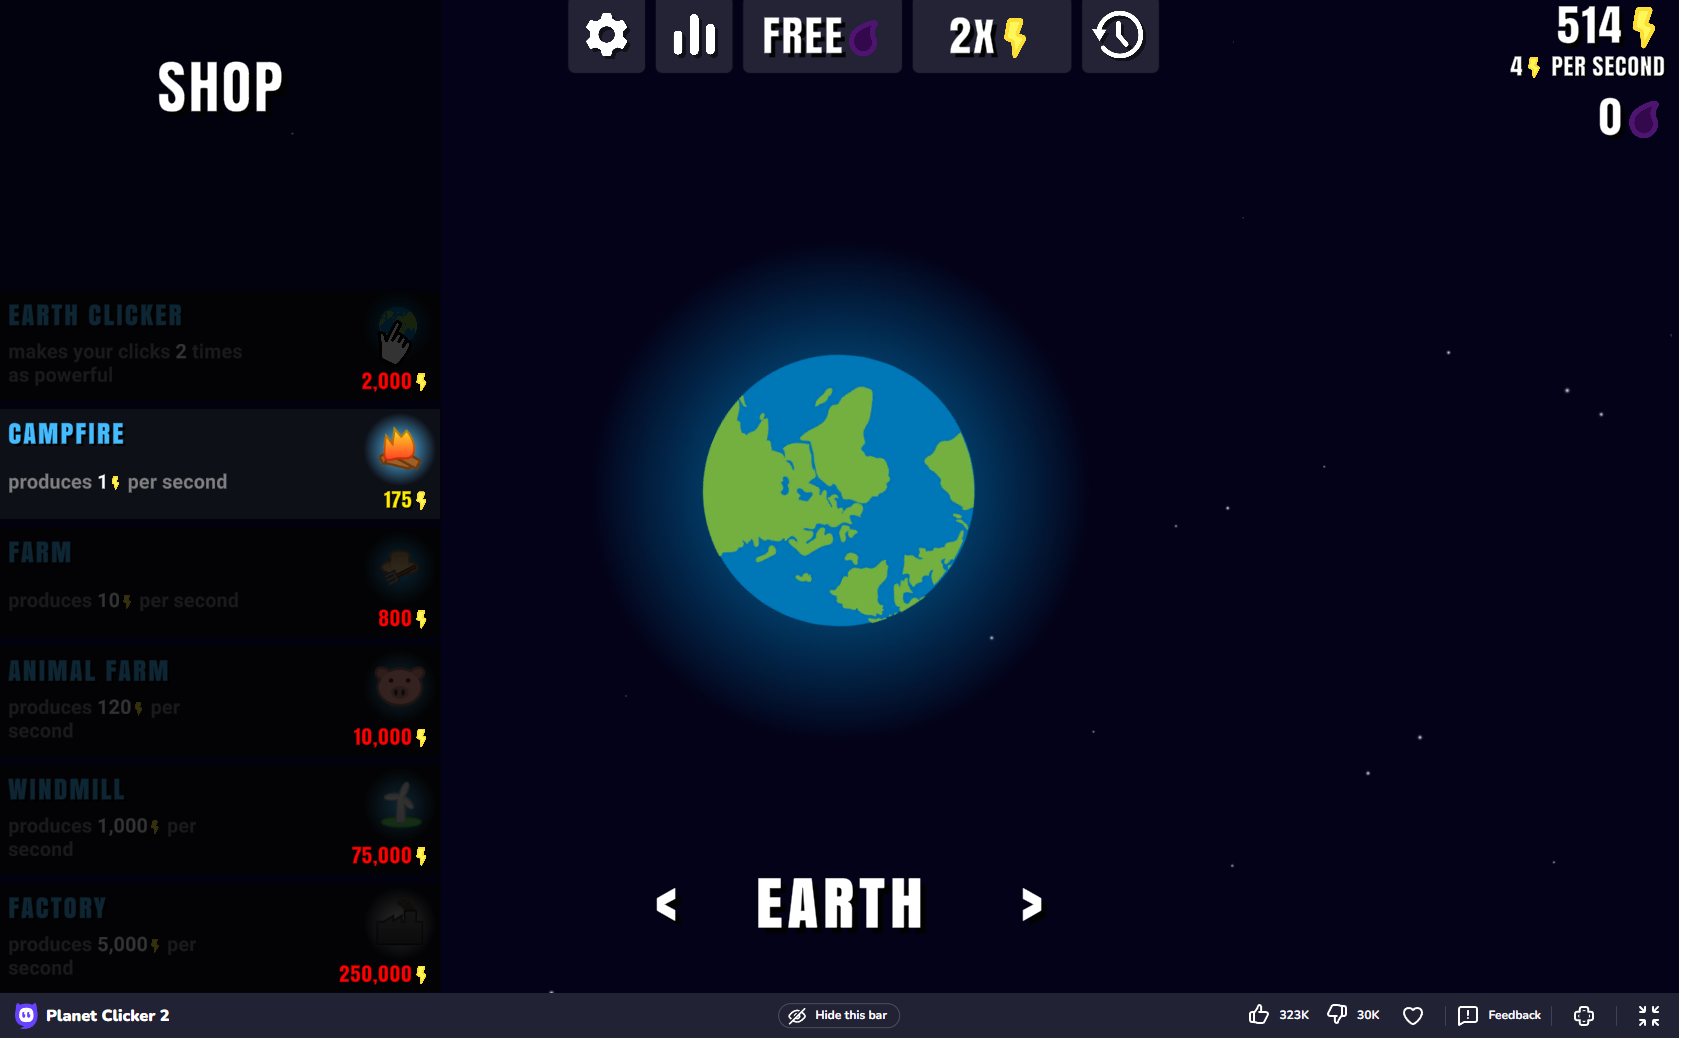 SHOP
FREE
2X
514
4 PER SECOND
0
EARTH CLICKER
makes your clicks 2 times
as powerful
2,000
CAMPFIRE
produces 1 per second
175
FARM
produces 10 per second
800
ANIMAL FARM
produces 120 per
second
10,000
WINDMILL
produces 1,000 per
second
75,000
FACTORY
produces 5,000 per
second
250,000
< EARTH >
Planet Clicker 2
Hide this bar
323K
30K
Feedback